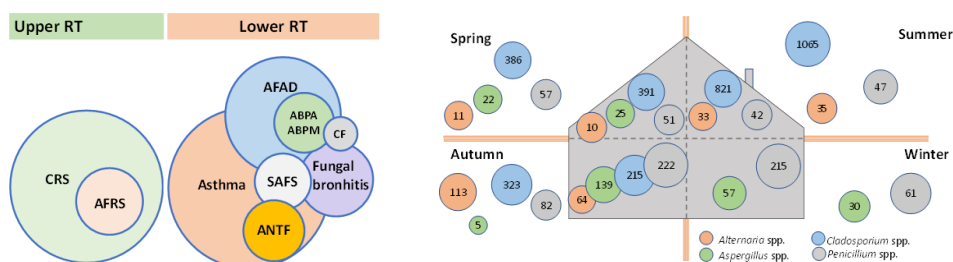 Upper RT
Lower RT
AFAD
ABPA
ABPM
CF
CRS
AFRS
Asthma
SAFS
Fungal
bronhitis
ANTF
Spring
Summer
386
1065
22
57
11
47
35
391
821
25
51
33
42
10
Autumn
Winter
113
323
82
5
64
139
215
222
57
215
30
61
Alternaria spp.
Cladosporium spp.
Aspergillus spp.
Penicillium spp.